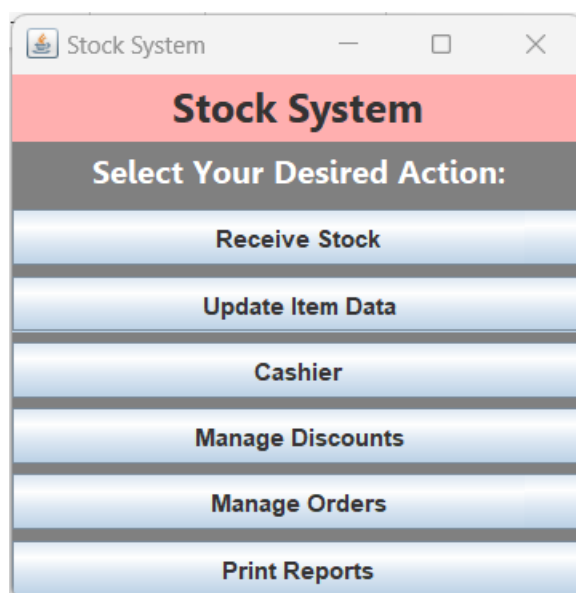 Stock System
Stock System
Select Your Desired Action:
Receive Stock
Update Item Data
Cashier
Manage Discounts
Manage Orders
Print Reports